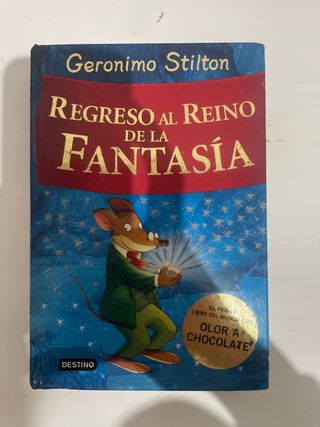 Geronimo Stilton
REGRESO AL REINO
DE LA
FANTASÍA
EL PRIMER
LIBRO DEL MUNDO CON
OLOR A
CHOCOLATE
DESTINO